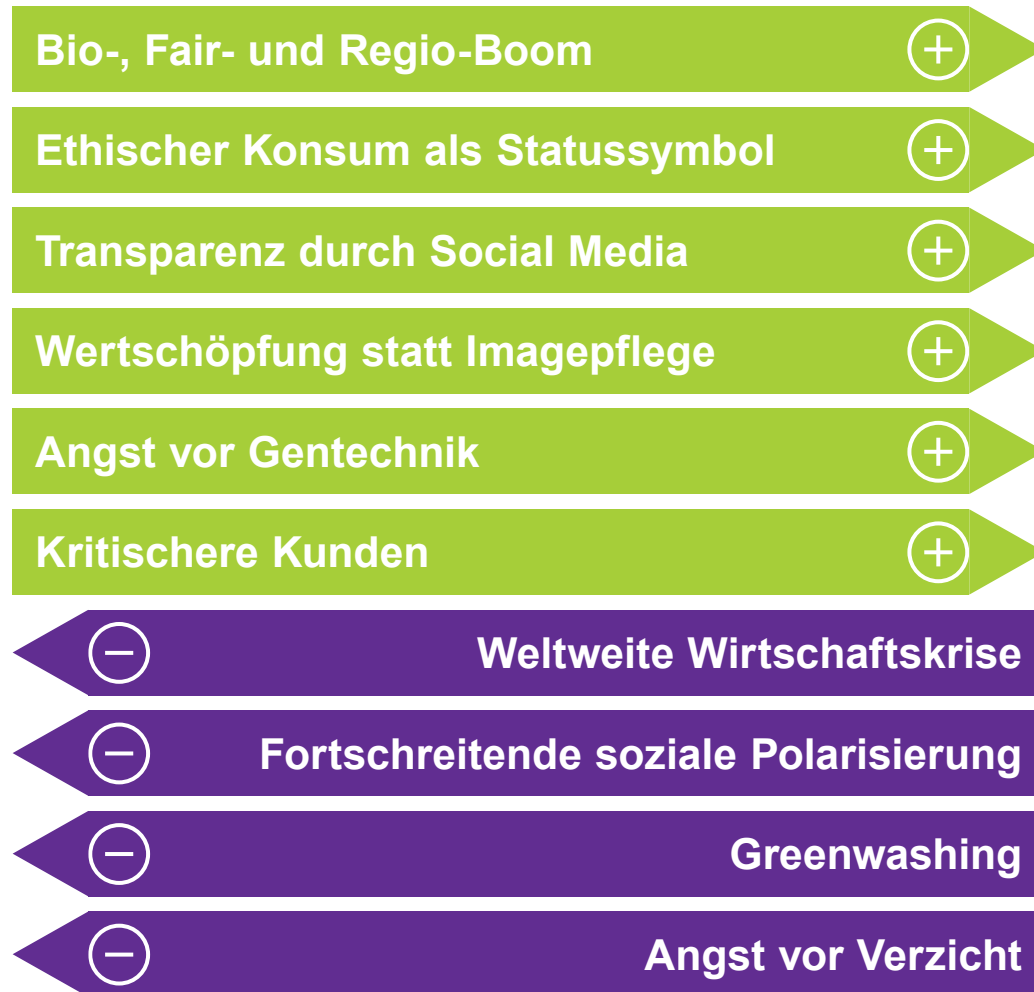 Bio-, Fair- und Regio-Boom
Ethischer Konsum als Statussymbol
Transparenz durch Social Media
Wertschöpfung statt Imagepflege
Angst vor Gentechnik
Kritischere Kunden
Weltweite Wirtschaftskrise
Fortschreitende soziale Polarisierung
Greenwashing
Angst vor Verzicht